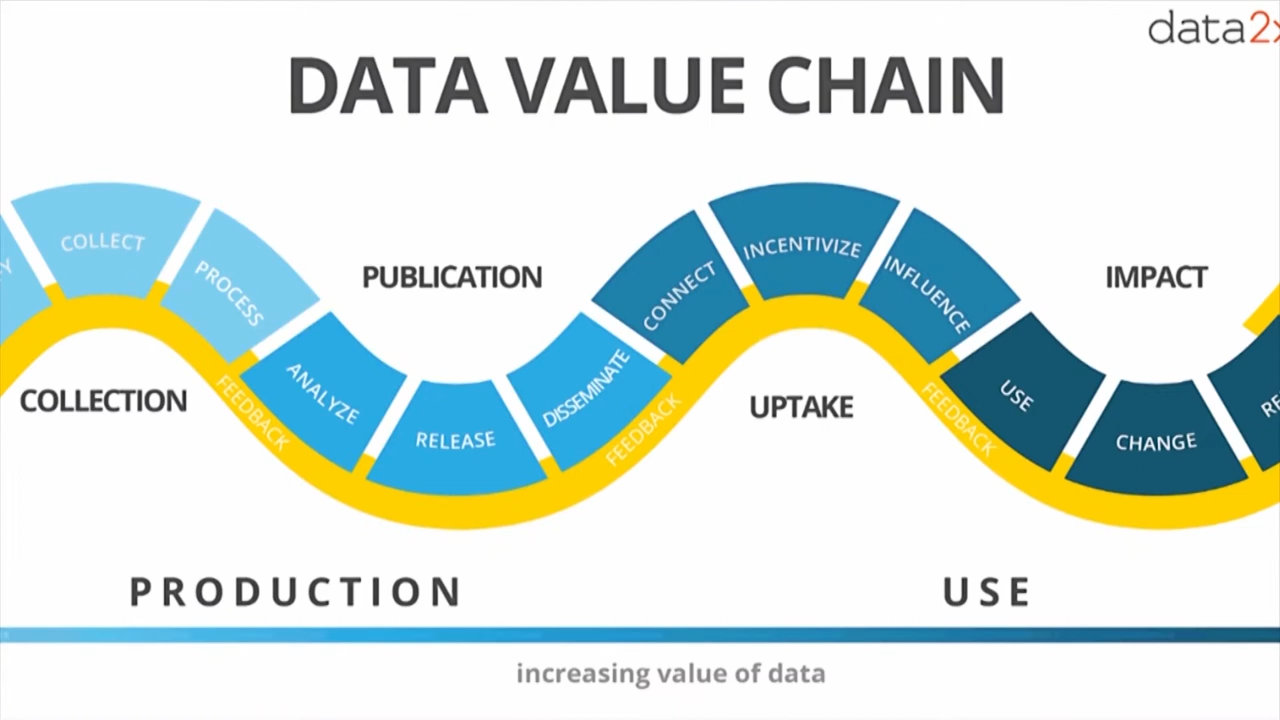 data2x
DATA VALUE CHAIN
COLLECT
PROCESS
ANALYZE
RELEASE
DISSEMINATE
CONNECT
INCENTIVIZE
INFLUENCE
USE
CHANGE
PUBLICATION
IMPACT
COLLECTION
UPTAKE
FEEDBACK
FEEDBACK
FEEDBACK
PRODUCTION
USE
increasing value of data